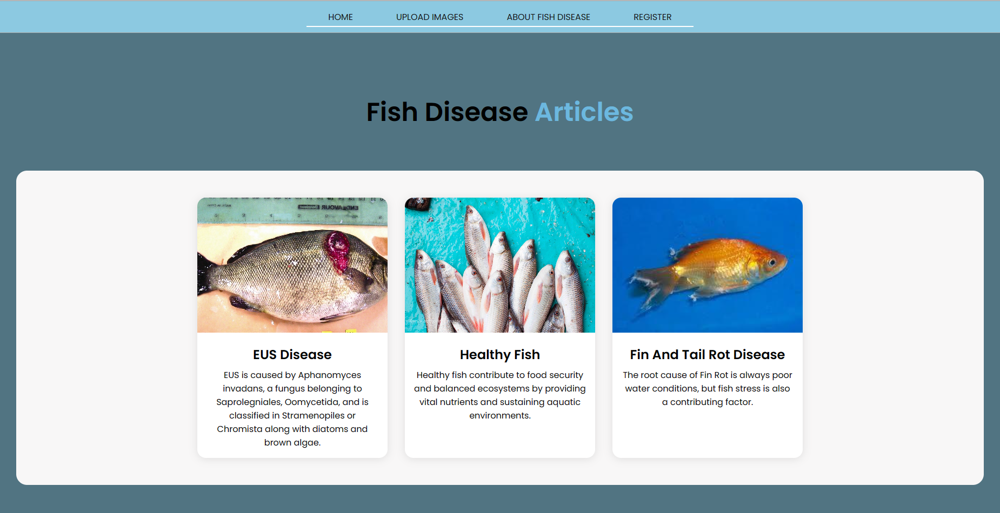 HOME UPLOAD IMAGES ABOUT FISH DISEASE REGISTER
Fish Disease Articles
ENDEAVOUR
EUS Disease
EUS is caused by Aphanomyces
invadans, a fungus belonging to
Saprolegniales, Oomycetida, and is
classified in Stramenopiles or
Chromista along with diatoms and
brown algae.
Healthy Fish
Healthy fish contribute to food security
and balanced ecosystems by providing
vital nutrients and sustaining aquatic
environments.
Fin And Tail Rot Disease
The root cause of Fin Rot is always poor
water conditions, but fish stress is also
a contributing factor.